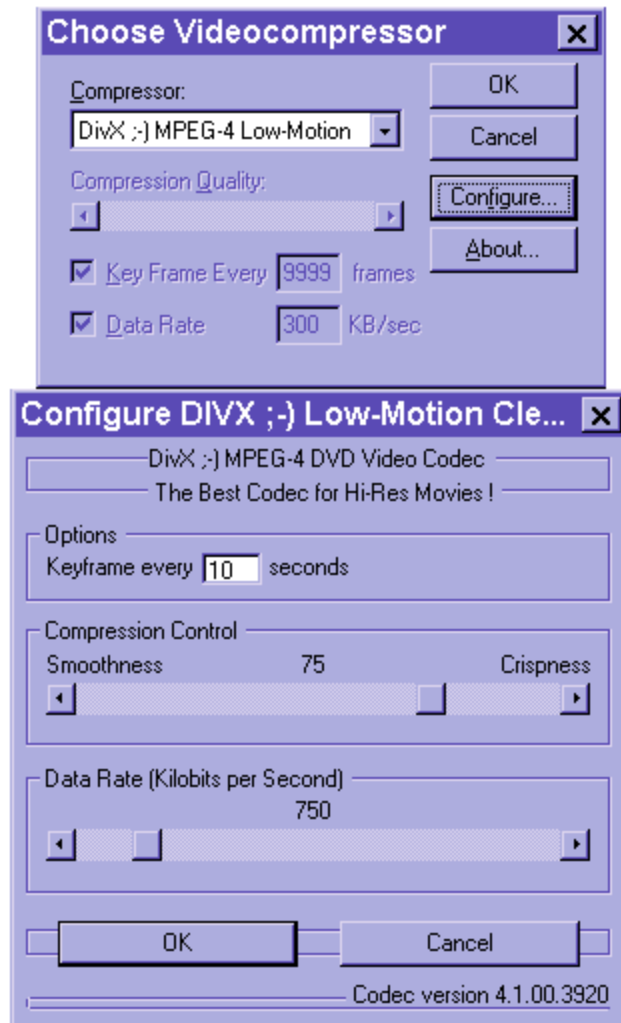 Choose Videocompressor
Compressor:
OK
DivX ;-) MPEG-4 Low-Motion
Cancel
Compression Quality:
Configure...
Key Frame Every 9999 frames
About...
Data Rate 300 KB/sec
Configure DIVX ;-) Low-Motion Cle...
DivX ;-) MPEG-4 DVD Video Codec
The Best Codec for Hi-Res Movies !
Options
Keyframe every 10 seconds
Compression Control
Smoothness 75 Crispness
Data Rate (Kilobits per Second)
750
OK Cancel
Codec version 4.1.00.3920